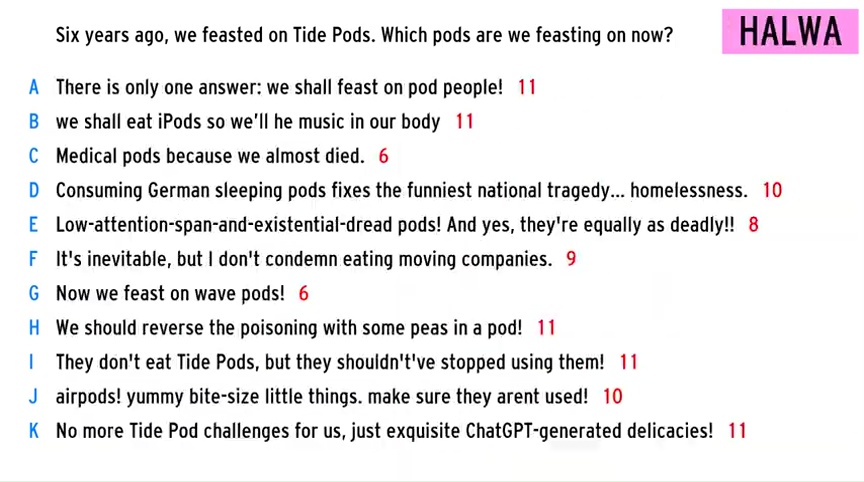 Six years ago, we feasted on Tide Pods. Which pods are we feasting on now?
HALWA
A There is only one answer: we shall feast on pod people! 11
B we shall eat iPods so we'll he music in our body 11
C Medical pods because we almost died. 6
D Consuming German sleeping pods fixes the funniest national tragedy... homelessness. 10
E Low-attention-span-and-existential-dread pods! And yes, they're equally as deadly!! 8
F It's inevitable, but I don't condemn eating moving companies. 9
G Now we feast on wave pods! 6
H We should reverse the poisoning with some peas in a pod! 11
I They don't eat Tide Pods, but they shouldn't've stopped using them! 11
J airpods! yummy bite-size little things. make sure they arent used! 10
K No more Tide Pod challenges for us, just exquisite ChatGPT-generated delicacies! 11